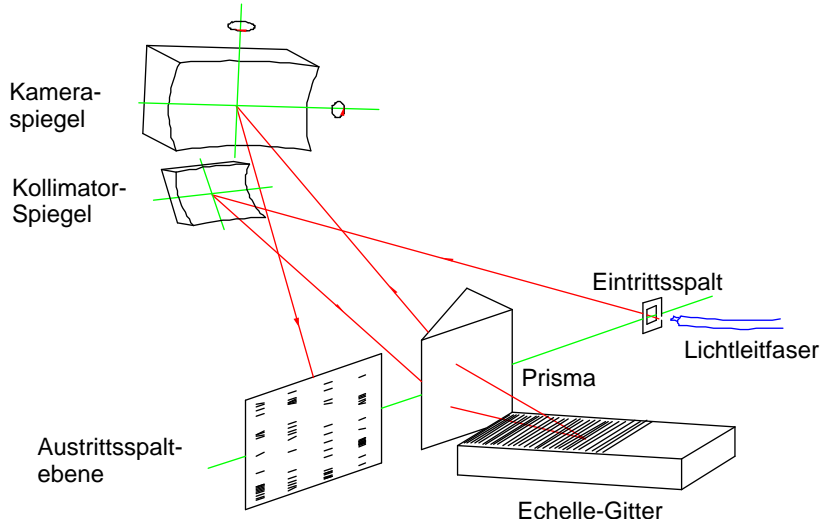 Kamera-
spiegel
Kollimator-
Spiegel
Eintrittsspalt
Lichtleitfaser
Prisma
Austrittsspalt-
ebene
Echelle-Gitter